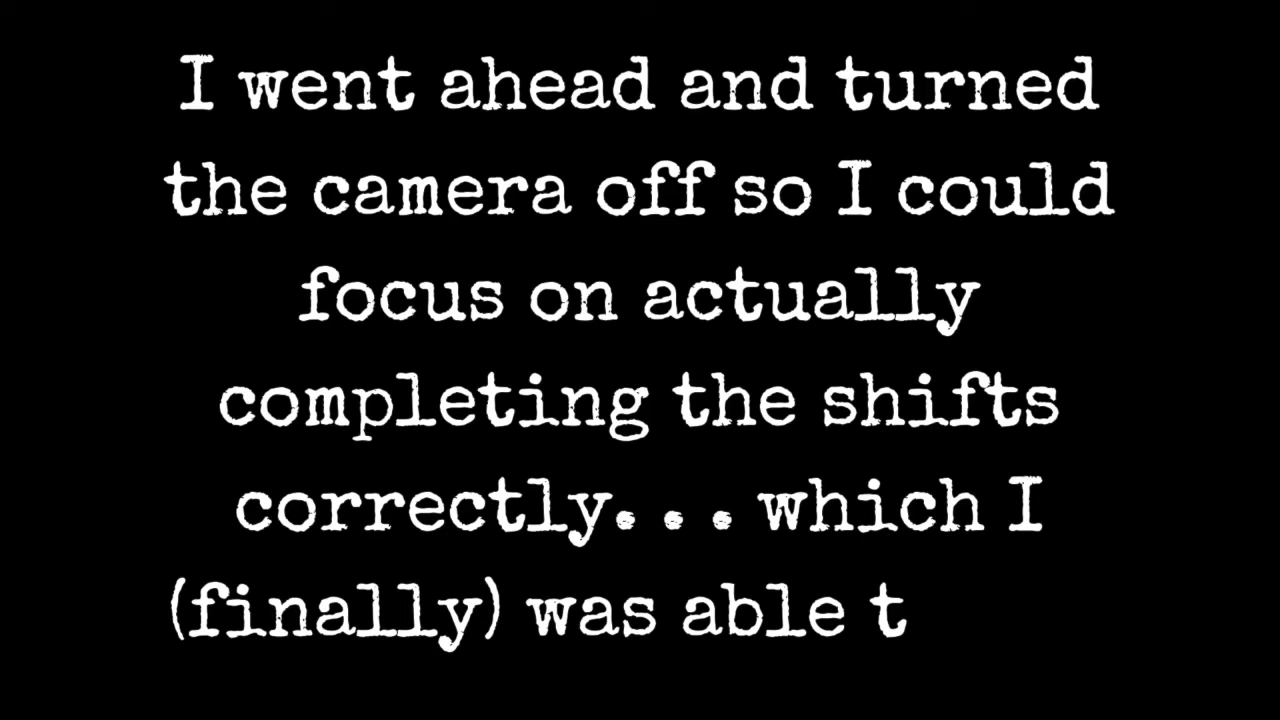 I went ahead and turned
the camera off so I could
focus on actually
completing the shifts
correctly... which I
(finally) was able t